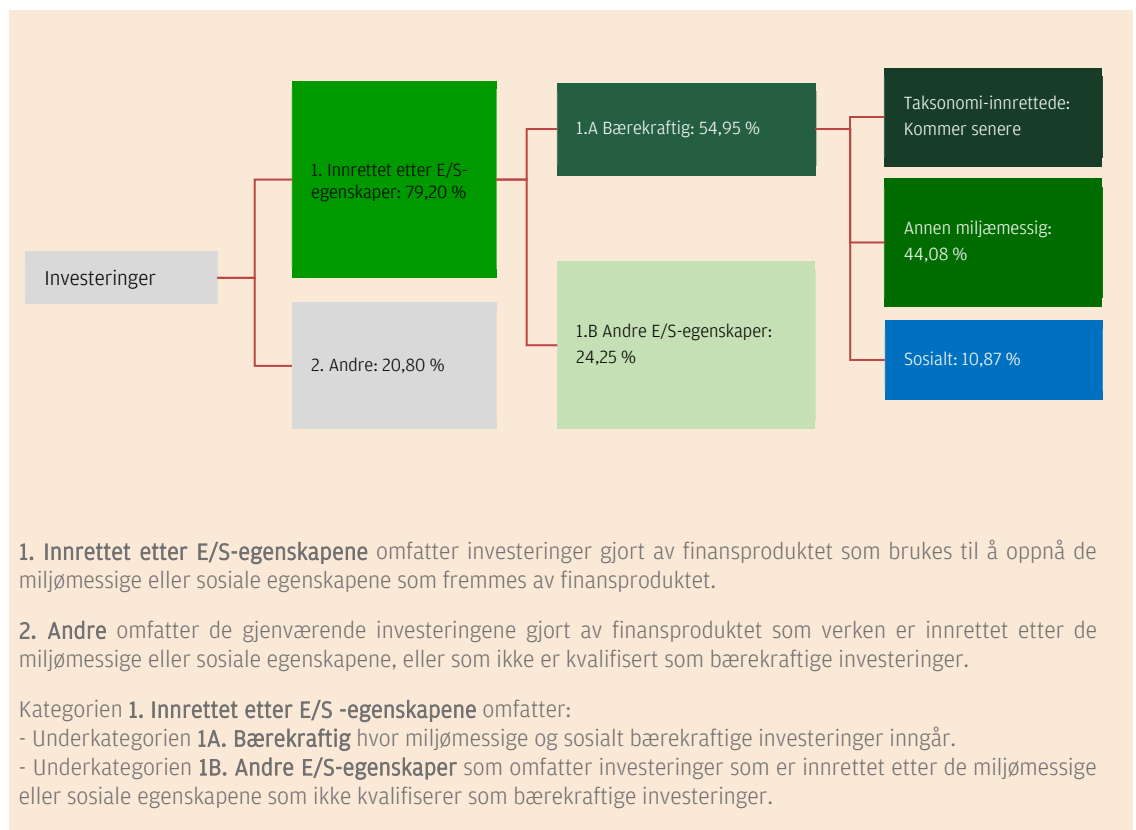 Investeringer
1. Innrettet etter E/S-
egenskaper: 79,20 %
2. Andre: 20,80 %
1.A Bærekraftig: 54,95 %
1.B Andre E/S-egenskaper:
24,25 %
Taksonomi-innrettede:
Kommer senere
Annen miljæmessig:
44,08 %
Sosialt: 10,87 %
1. Innrettet etter E/S-egenskapene omfatter investeringer gjort av finansproduktet som brukes til å oppnå de
miljømessige eller sosiale egenskapene som fremmes av finansproduktet.
2. Andre omfatter de gjenværende investeringene gjort av finansproduktet som verken er innrettet etter de
miljømessige eller sosiale egenskapene, eller som ikke er kvalifisert som bærekraftige investeringer.
Kategorien 1. Innrettet etter E/S -egenskapene omfatter:
- Underkategorien 1A. Bærekraftig hvor miljømessige og sosialt bærekraftige investeringer inngår.
- Underkategorien 1B. Andre E/S-egenskaper som omfatter investeringer som er innrettet etter de miljømessige
eller sosiale egenskapene som ikke kvalifiserer som bærekraftige investeringer.